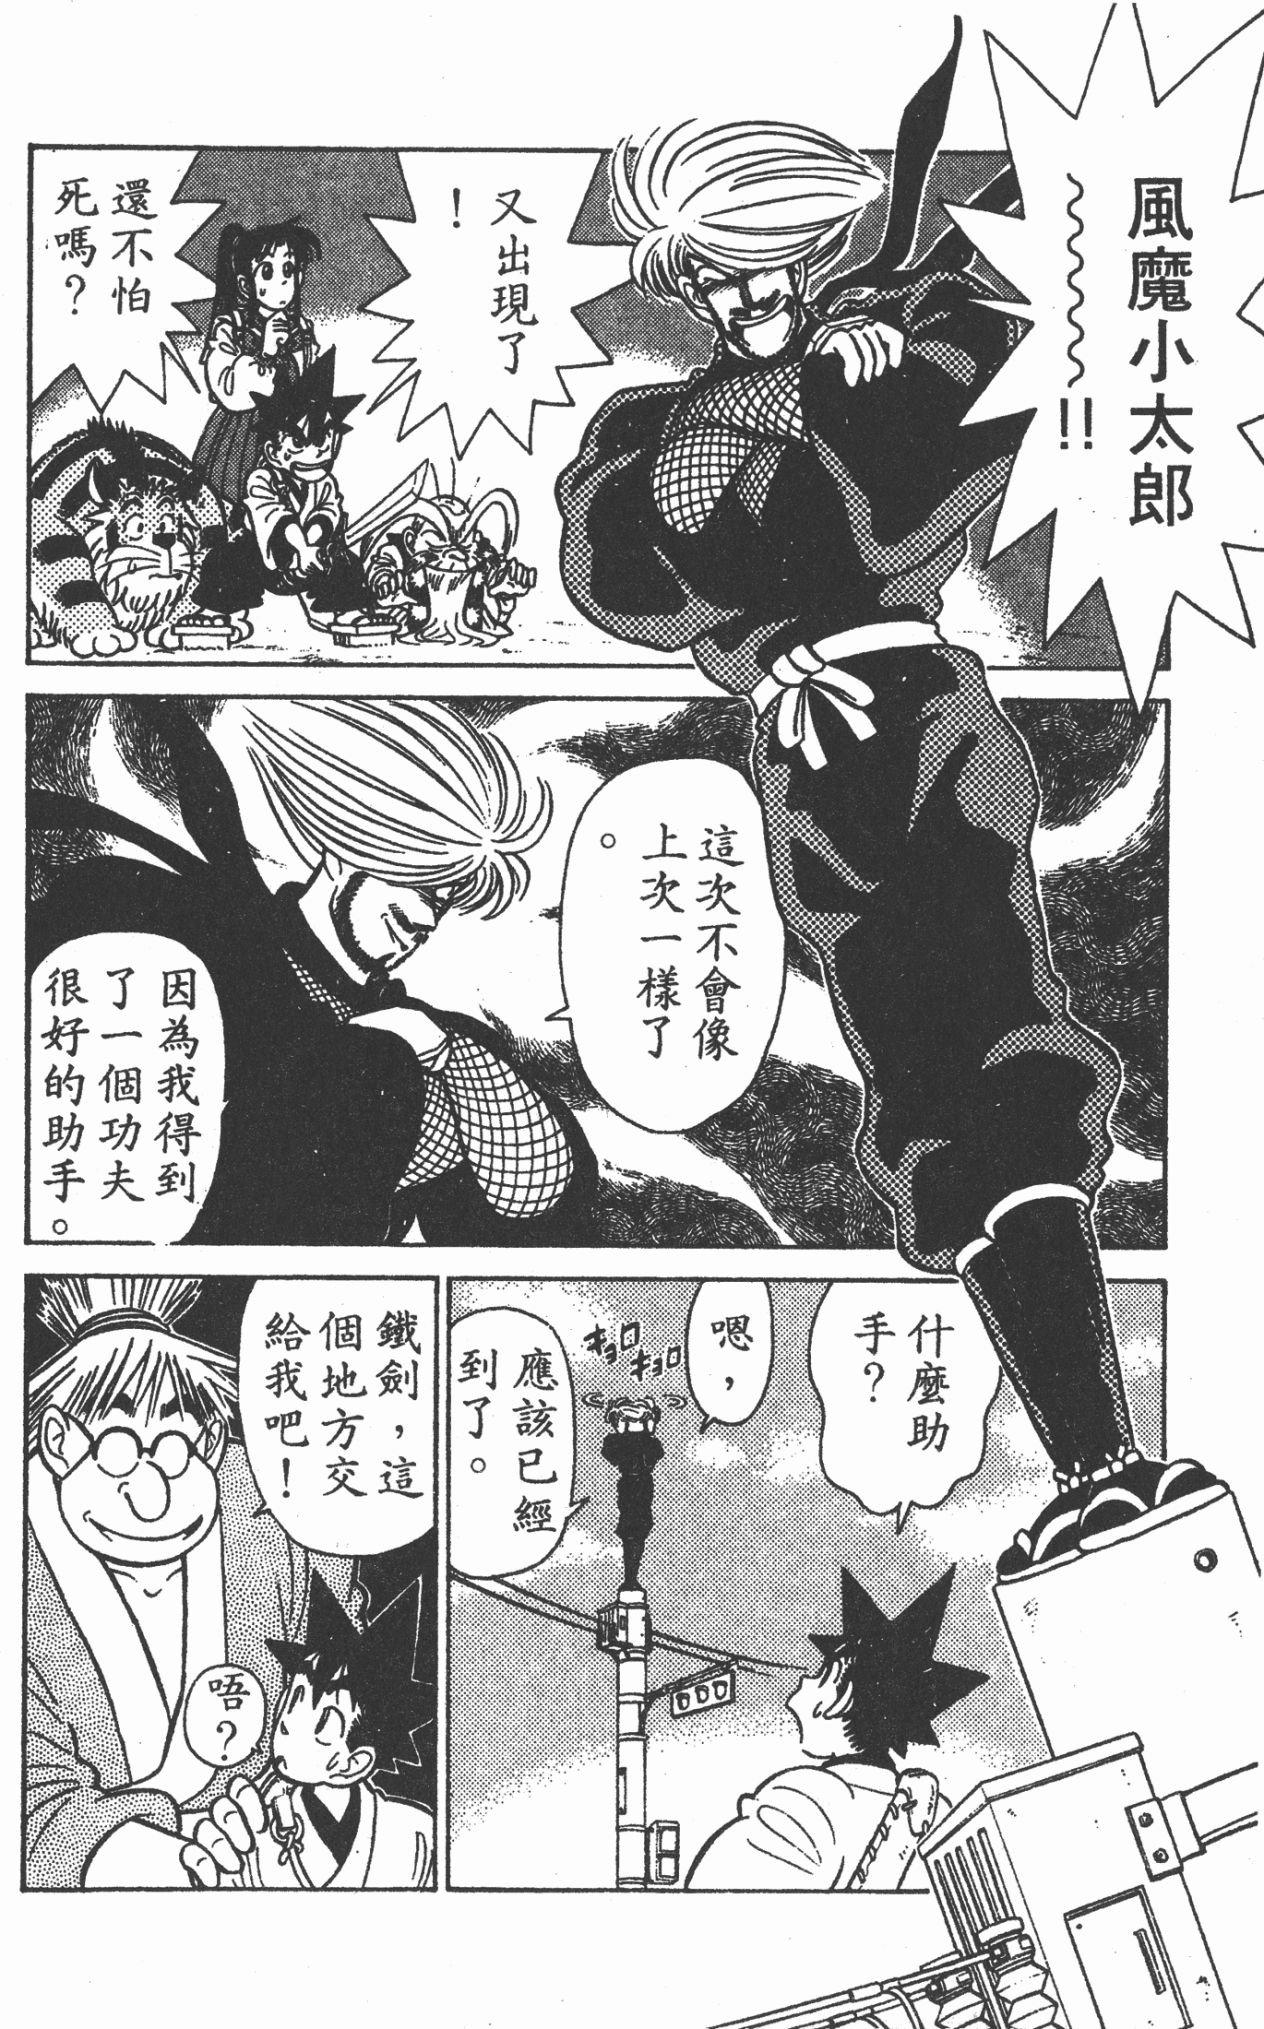 風魔小太郎
～～～～!!
又出現了
！
還不怕
死嗎？
這次不會像
上次一樣了
。
因為我得到
了一個功夫
很好的助手。
什麼助
手？
嗯，
キョロ
キョロ
應該已經
到了。
鐵劍，這
個地方交
給我吧！
唔？